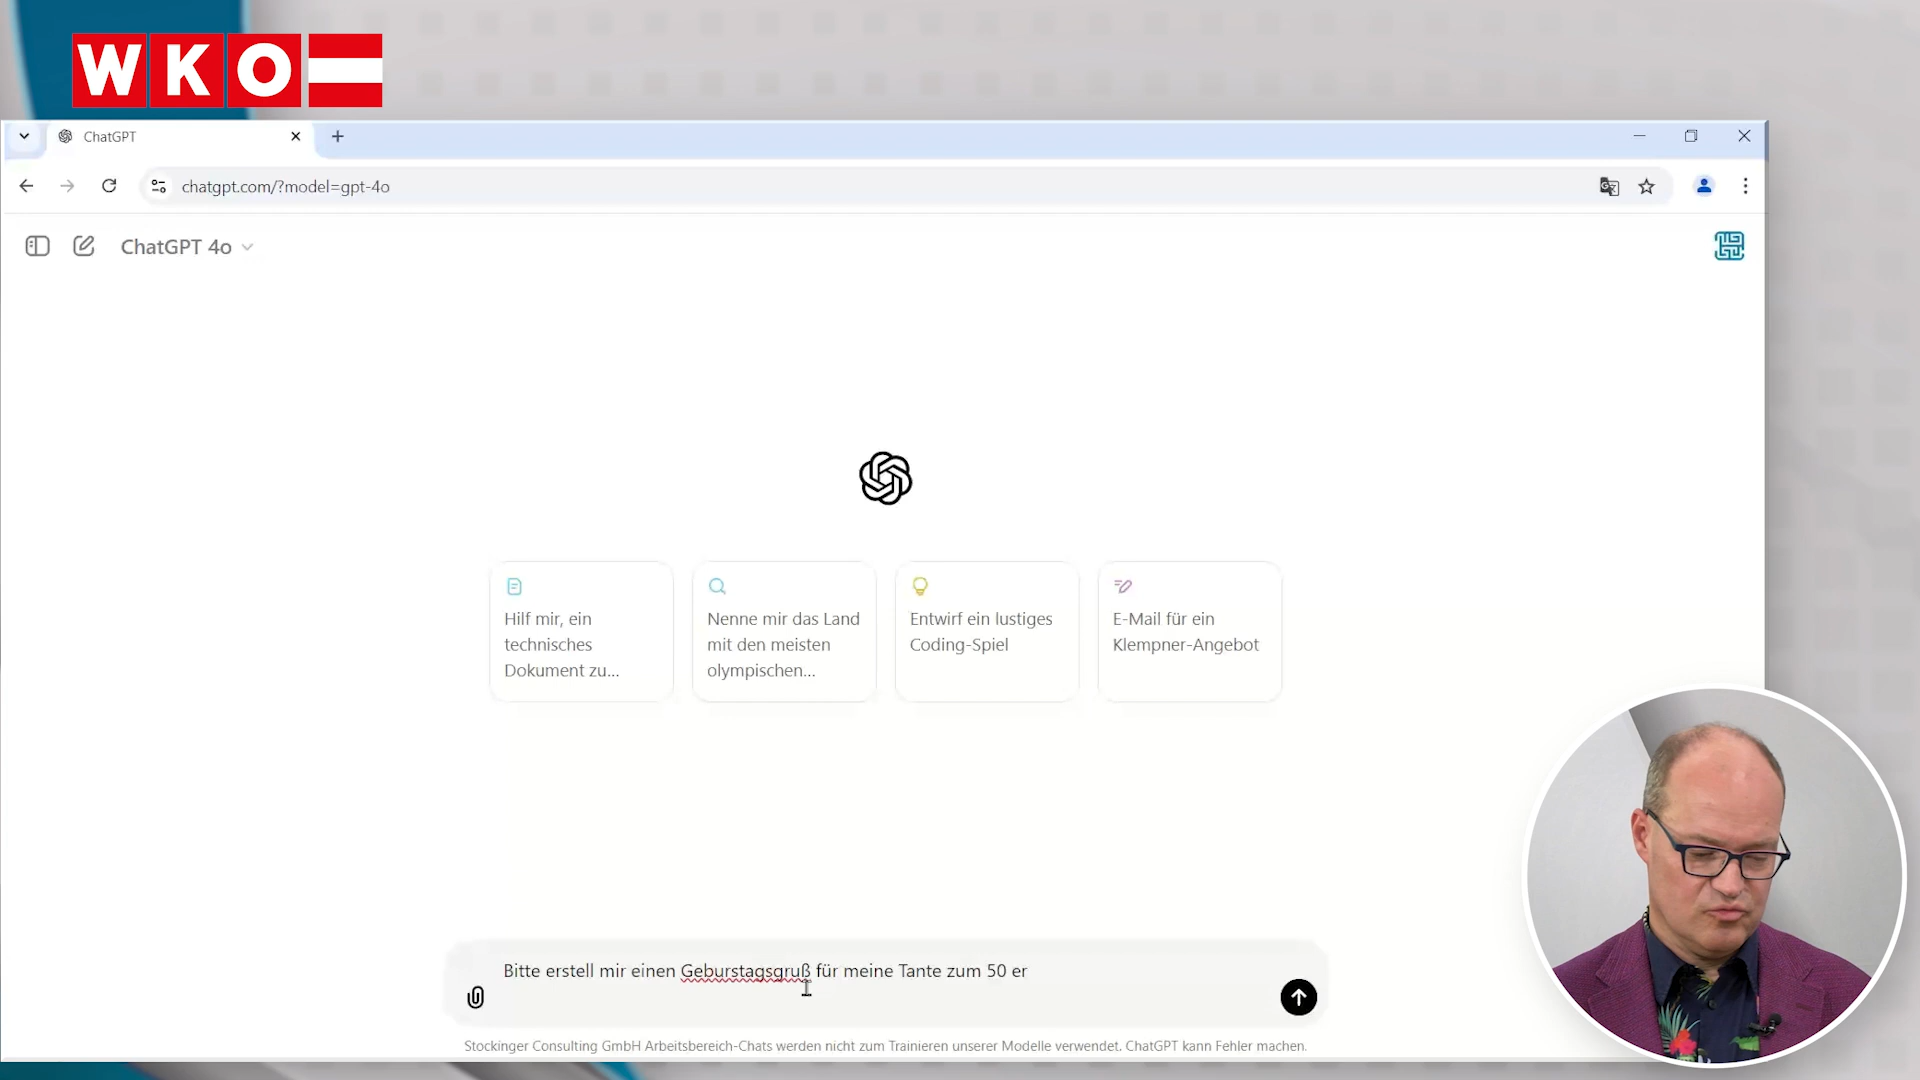 WKO
ChatGPT
chatgpt.com/?model=gpt-4o
ChatGPT 4o
Hilf mir, ein
technisches
Dokument zu...
Nenne mir das Land
mit den meisten
olympischen...
Entwirf ein lustiges
Coding-Spiel
E-Mail für ein
Klempner-Angebot
Bitte erstell mir einen Geburstagsgruß für meine Tante zum 50 er
Stockinger Consulting GmbH Arbeitsbereich-Chats werden nicht zum Trainieren unserer Modelle verwendet. ChatGPT kann Fehler machen.